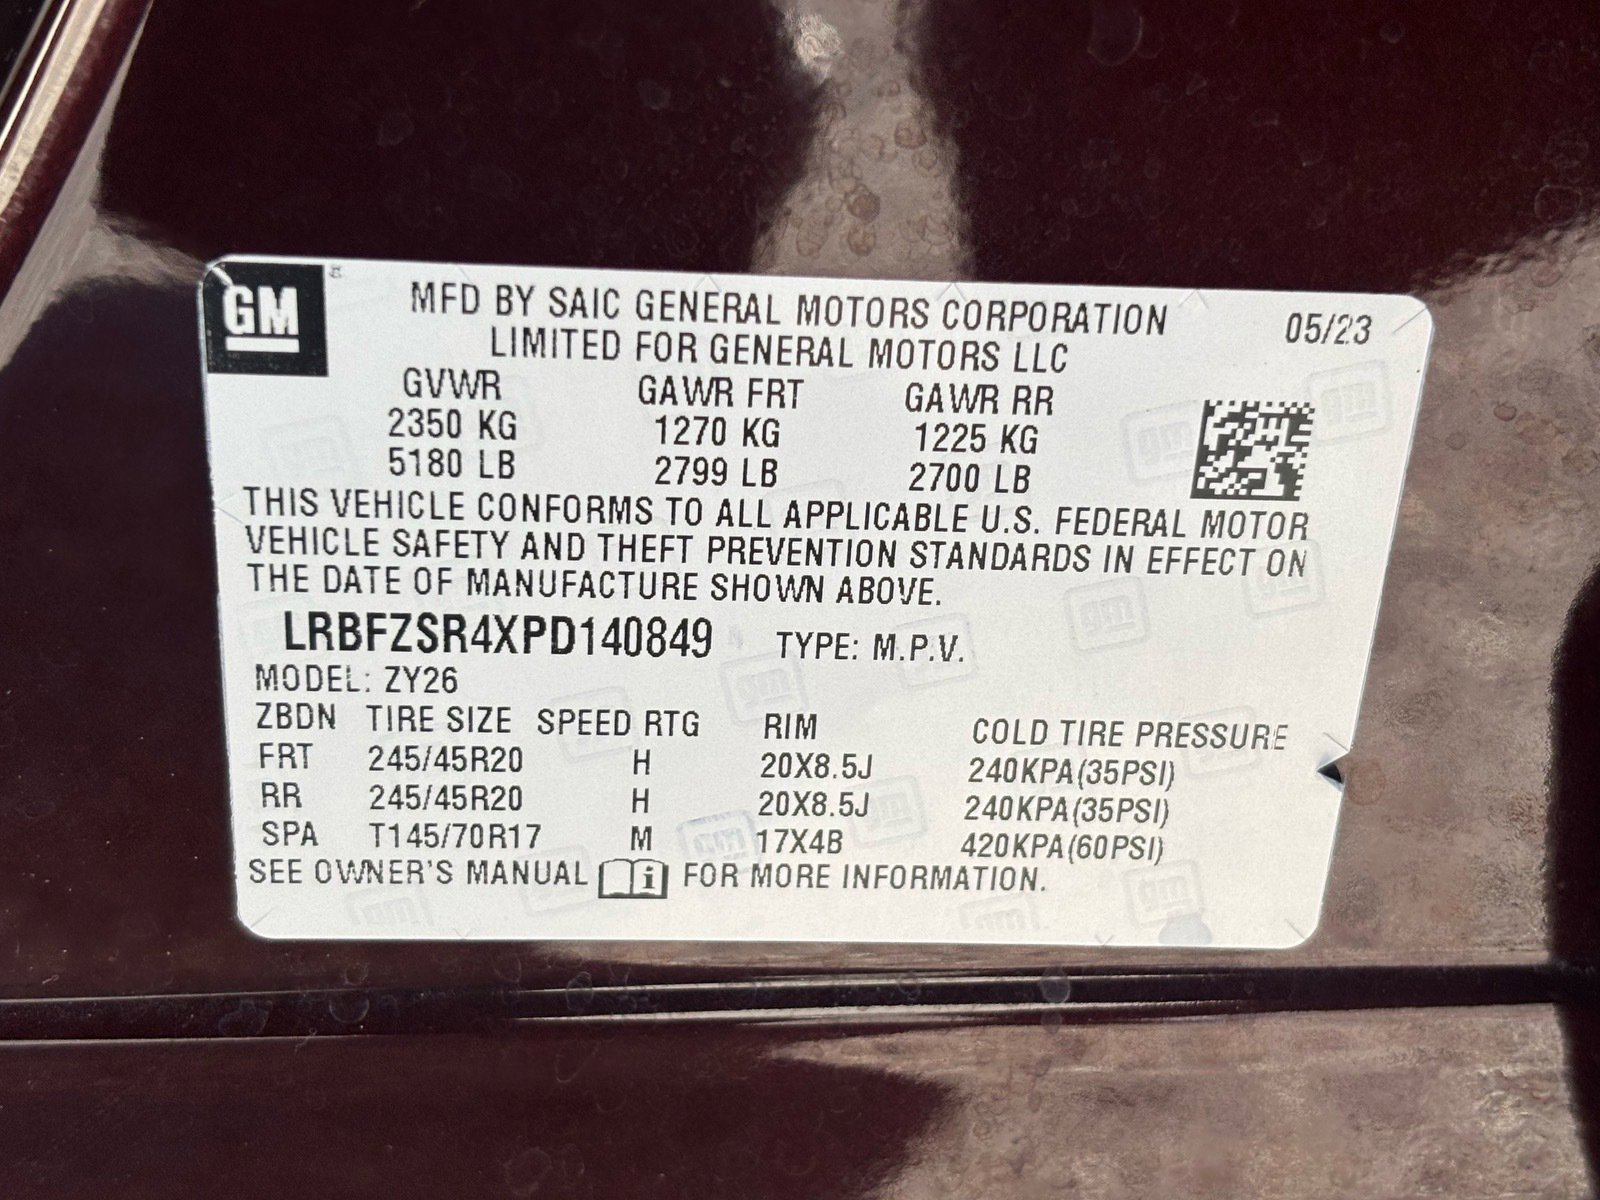 GM
MFD BY SAIC GENERAL MOTORS CORPORATION
LIMITED FOR GENERAL MOTORS LLC
05/23
GVWR GAWR FRT GAWR RR
2350 KG 1270 KG 1225 KG
5180 LB 2799 LB 2700 LB
THIS VEHICLE CONFORMS TO ALL APPLICABLE U.S. FEDERAL MOTOR
VEHICLE SAFETY AND THEFT PREVENTION STANDARDS IN EFFECT ON
THE DATE OF MANUFACTURE SHOWN ABOVE.
LRBFZSR4XPD140849 TYPE: M.P.V.
MODEL: ZY26
ZBDN TIRE SIZE SPEED RTG RIM COLD TIRE PRESSURE
FRT 245/45R20 H 20X8.5J 240KPA(35PSI)
RR 245/45R20 H 20X8.5J 240KPA(35PSI)
SPA T145/70R17 M 17X4B 420KPA(60PSI)
SEE OWNER'S MANUAL i FOR MORE INFORMATION.